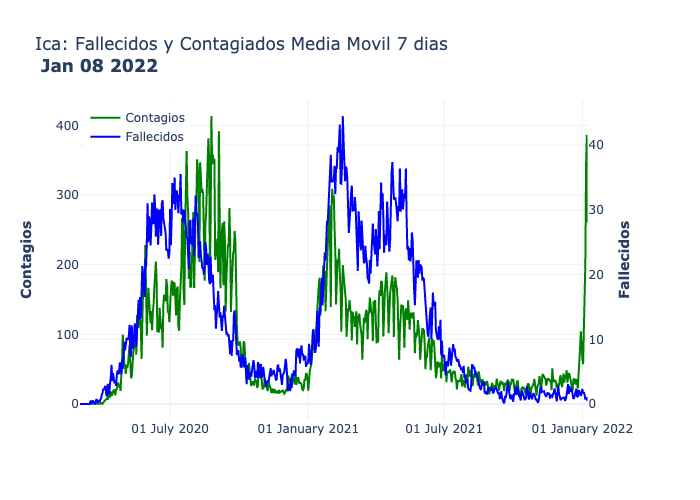 Ica: Fallecidos y Contagiados Media Movil 7 dias
Jan 08 2022
Contagios
Fallecidos
400
300
200
100
0
40
30
20
10
0
Contagios
Fallecidos
01 July 2020
01 January 2021
01 July 2021
01 January 2022